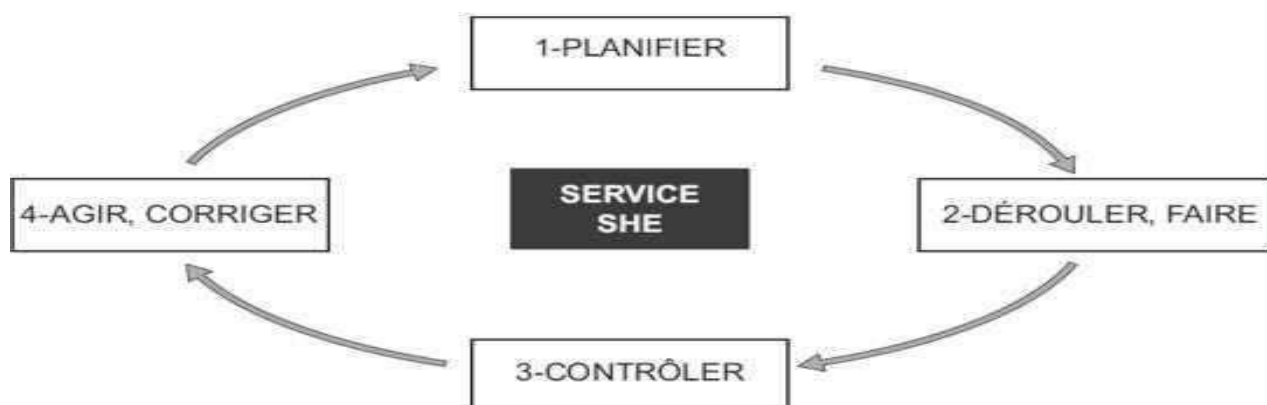 1-PLANIFIER
4-AGIR, CORRIGER
SERVICE
SHE
2-DÉROULER, FAIRE
3-CONTRÔLER